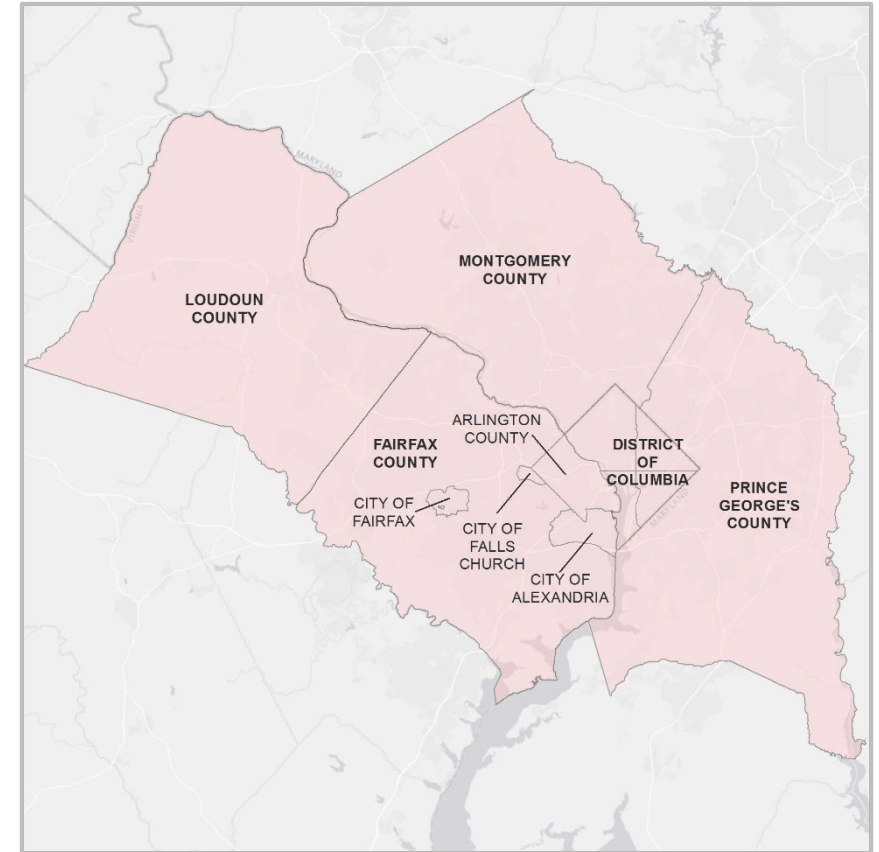 MARYLAND
VIRGINIA
MONTGOMERY
COUNTY
LOUDOUN
COUNTY
ARLINGTON
COUNTY
FAIRFAX
COUNTY
DISTRICT
OF
COLUMBIA
PRINCE
GEORGE'S
COUNTY
MARYLAND
CITY OF
FAIRFAX
CITY OF
FALLS
CHURCH
CITY OF
ALEXANDRIA